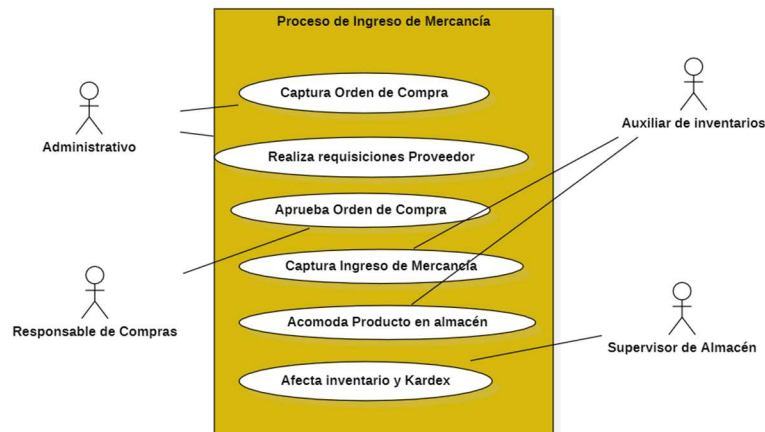 Proceso de Ingreso de Mercancía
Captura Orden de Compra
Auxiliar de inventarios
Administrativo
Realiza requisiciones Proveedor
Aprueba Orden de Compra
Captura Ingreso de Mercancía
Acomoda Producto en almacén
Responsable de Compras
Supervisor de Almacén
Afecta inventario y Kardex